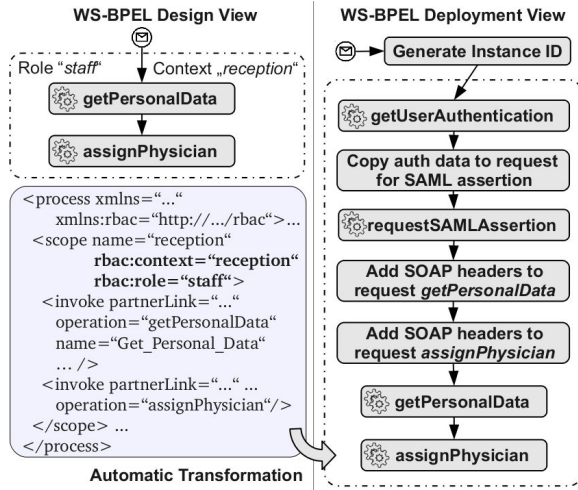 WS-BPEL Design View
Role “staff“ Context „reception“
getPersonalData
assignPhysician
<process xmlns=“...“
xmlns:rbac=“http://.../rbac“>...
<scope name=“reception“
rbac:context=“reception“
rbac:role=“staff“>
<invoke partnerLink=“...“
operation=“getPersonalData“
name=“Get_Personal_Data“
... />
<invoke partnerLink=“...“ ...
operation=“assignPhysician“/>
</scope> ...
</process>
Automatic Transformation
WS-BPEL Deployment View
Generate Instance ID
getUserAuthentication
Copy auth data to request
for SAML assertion
requestSAMLAssertion
Add SOAP headers to
request getPersonalData
Add SOAP headers to
request assignPhysician
getPersonalData
assignPhysician